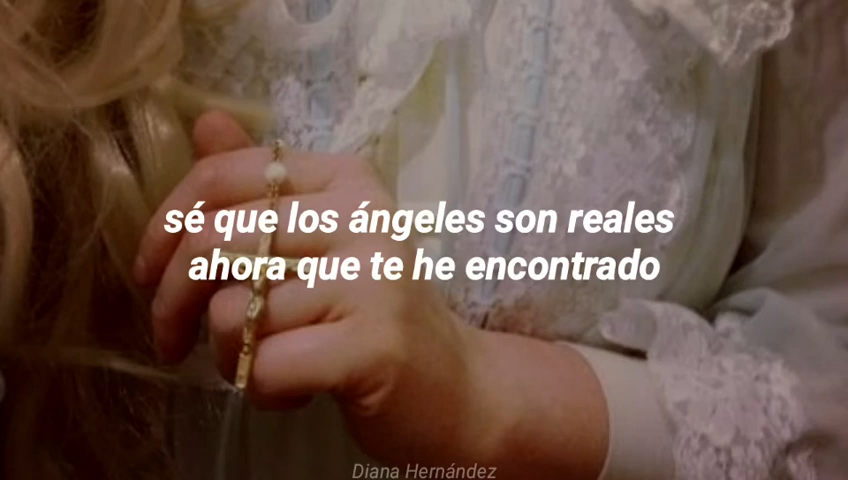 sé que los ángeles son reales
ahora que te he encontrado
Diana Hernández